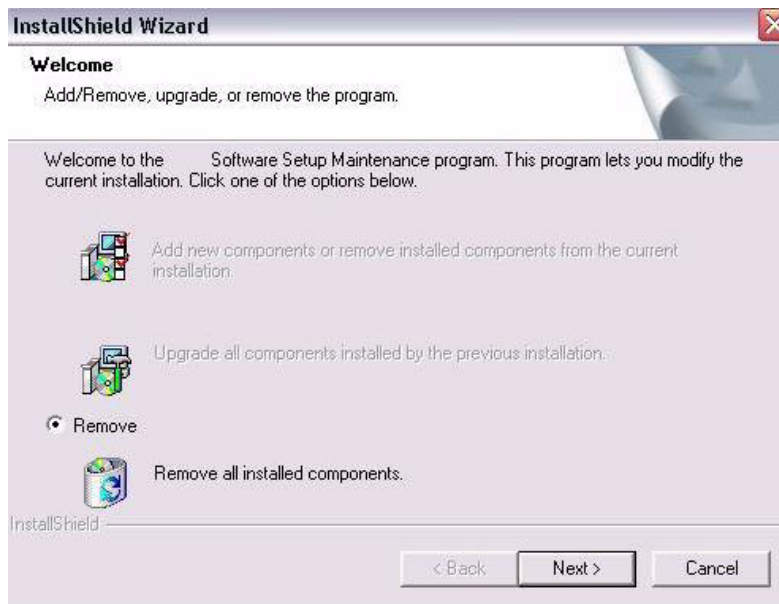 InstallShield Wizard
Welcome
Add/Remove, upgrade, or remove the program.
Welcome to the Software Setup Maintenance program. This program lets you modify the
current installation. Click one of the options below.
Add new components or remove installed components from the current
installation.
Upgrade all components installed by the previous installation.
Remove
Remove all installed components.
InstallShield
< Back
Next >
Cancel